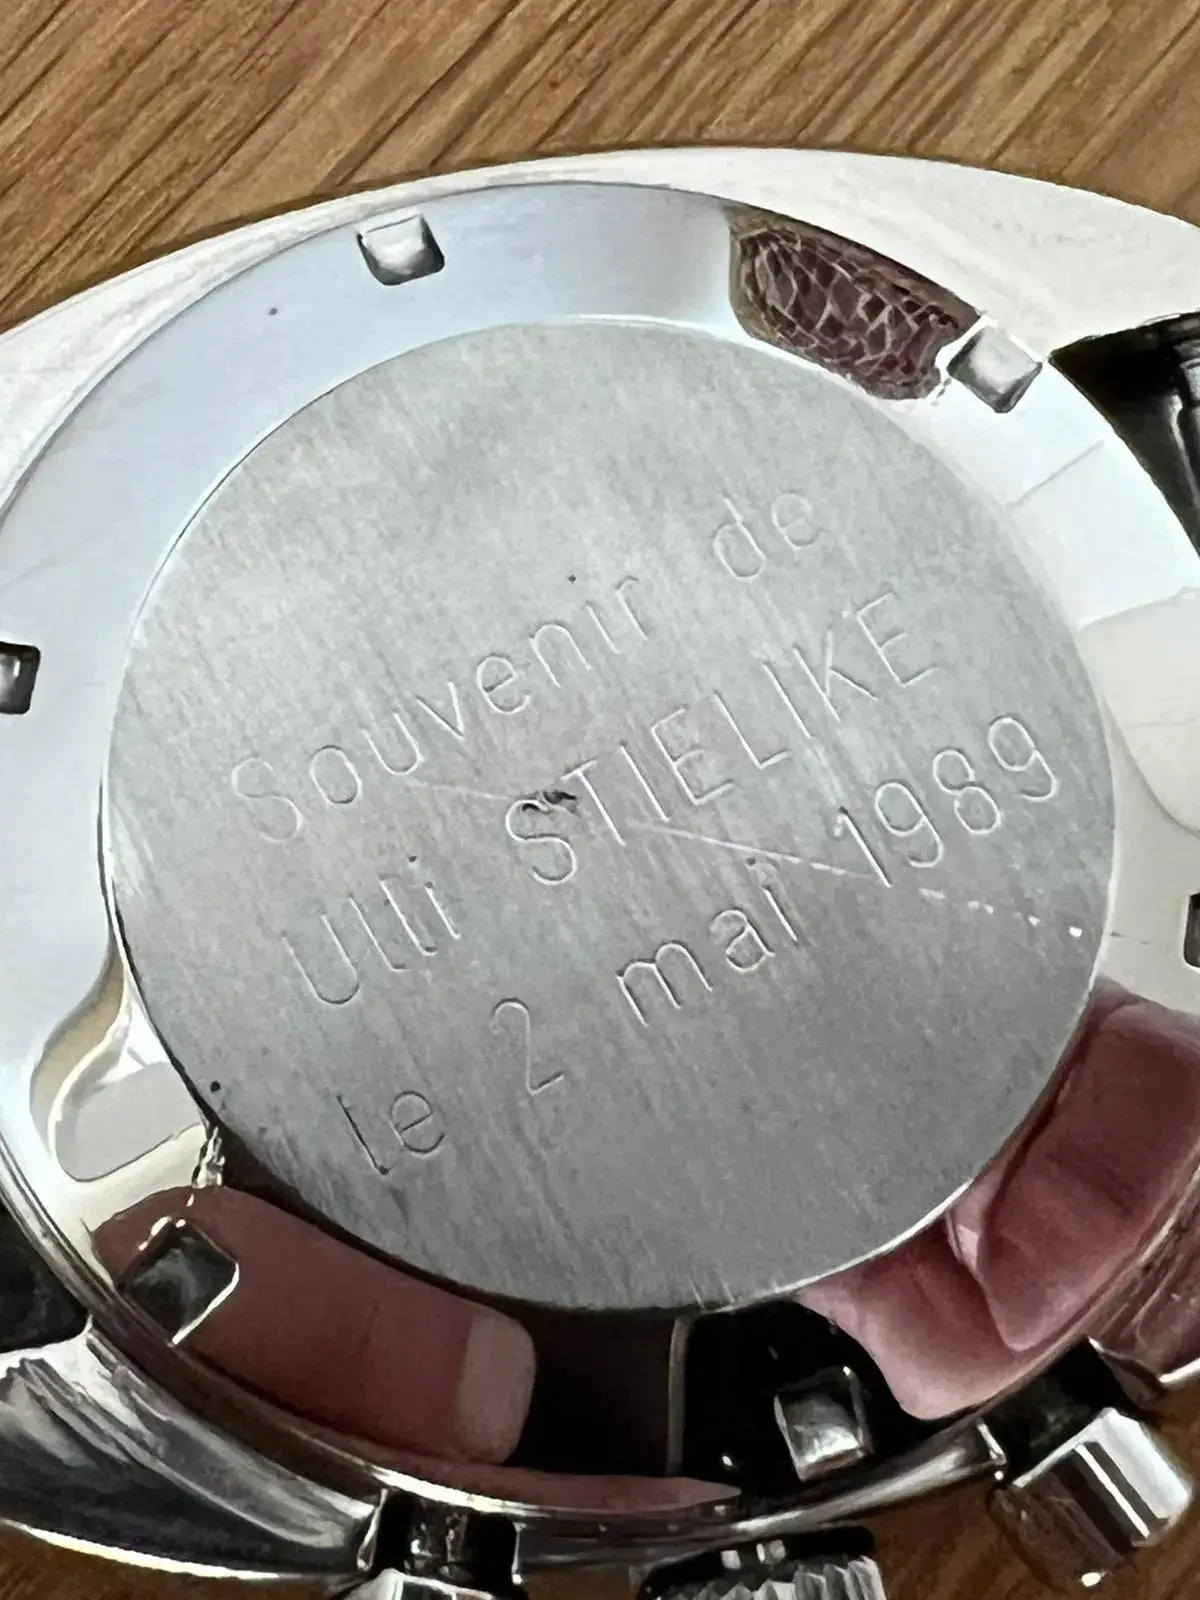 Souvenir de
Ulli STIELIKE
le 2 mai 1989